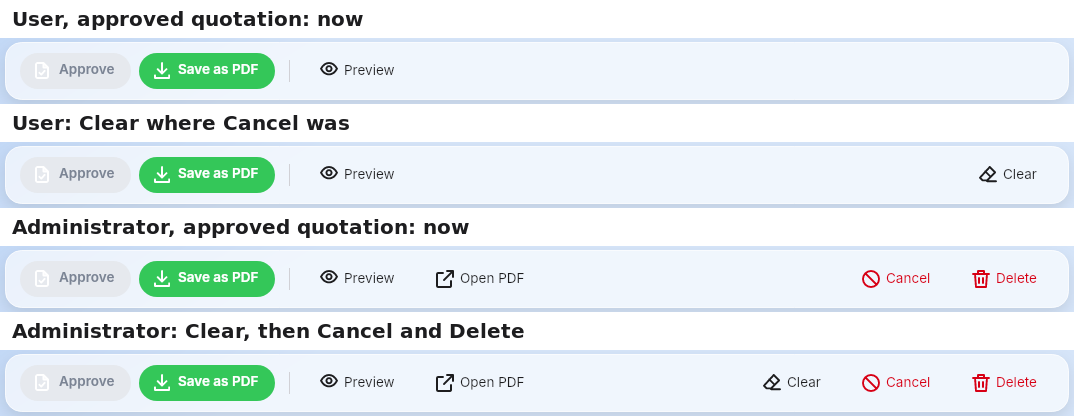 User, approved quotation: now
Approve Save as PDF Preview
User: Clear where Cancel was
Approve Save as PDF Preview Clear
Administrator, approved quotation: now
Approve Save as PDF Preview Open PDF Cancel Delete
Administrator: Clear, then Cancel and Delete
Approve Save as PDF Preview Open PDF Clear Cancel Delete